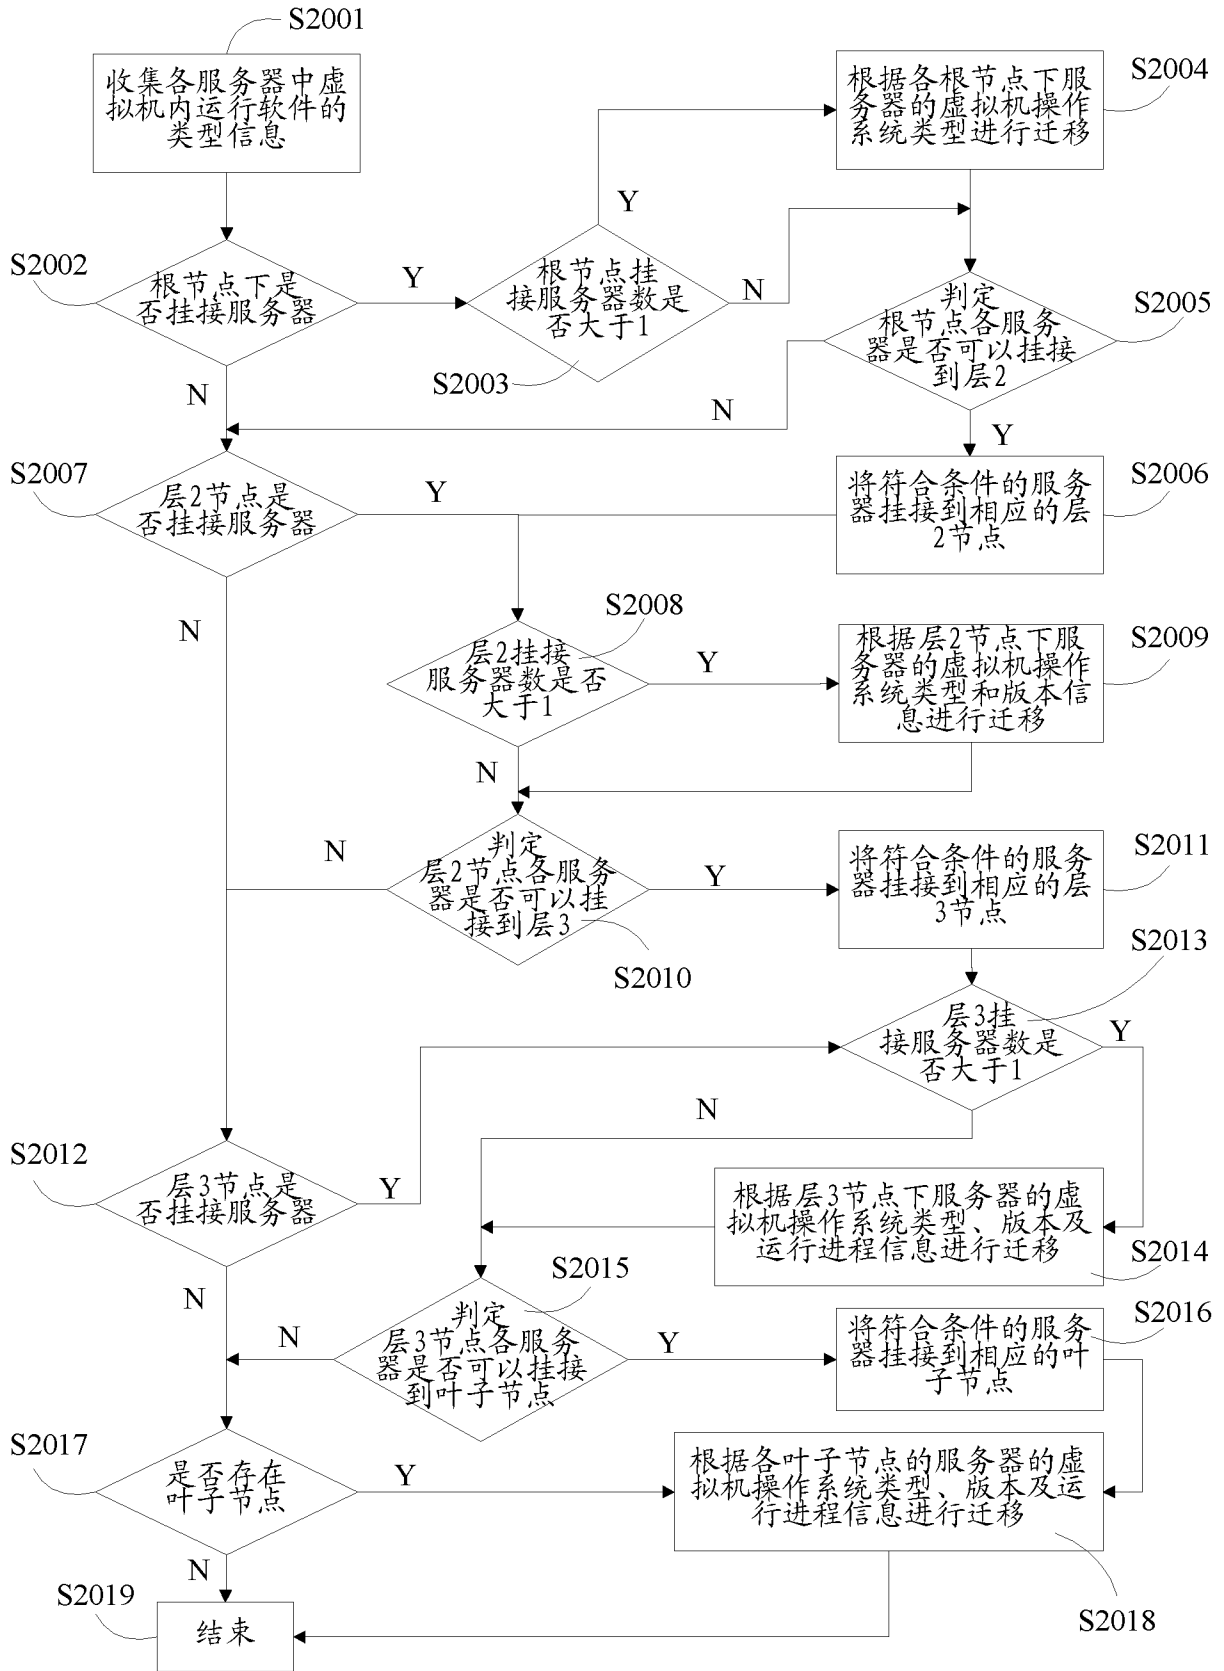 S2001
收集各服务器中虚
拟机内运行软件的
类型信息
S2004
根据各根节点下服
务器的虚拟机操作
系统类型进行迁移
Y
S2002
根节点下是
否挂接服务器
Y
根节点挂
接服务器数是
否大于1
N
S2003
S2005
判定
根节点各服务
器是否可以挂接
到层2
N
N
Y
S2007
层2节点是
否挂接服务器
Y
S2006
将符合条件的服务
器挂接到相应的层
2节点
N
S2008
层2挂接
服务器数是否
大于1
Y
S2009
根据层2节点下服
务器的虚拟机操作
系统类型和版本信
息进行迁移
N
N
判定
层2节点各服务
器是否可以挂
接到层3
Y
S2010
S2011
将符合条件的服务
器挂接到相应的层
3节点
S2013
层3挂
接服务器数是
否大于1
Y
N
S2012
层3节点是
否挂接服务器
Y
根据层3节点下服务器的虚
拟机操作系统类型、版本及
运行进程信息进行迁移
S2014
N
S2015
N
判定
层3节点各服务
器是否可以挂接
到叶子节点
Y
S2016
将符合条件的服务
器挂接到相应的叶
子节点
S2017
是否存在
叶子节点
Y
根据各叶子节点的服务器的虚
拟机操作系统类型、版本及运
行进程信息进行迁移
S2018
N
S2019
结束